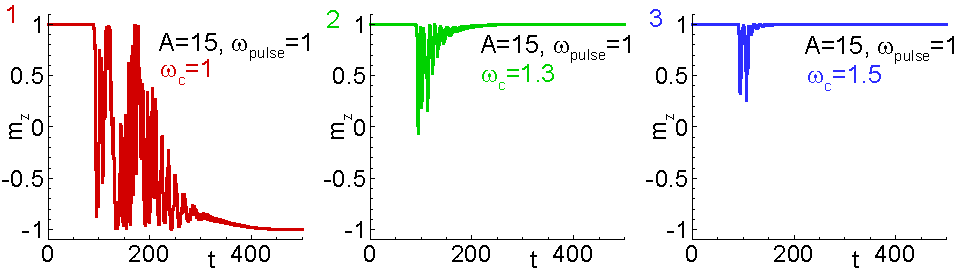 1
A=15, ω_pulse=1
ω_c=1
m_z
1
0.5
0
-0.5
-1
0
200
400
t
2
A=15, ω_pulse=1
ω_c=1.3
m_z
1
0.5
0
-0.5
-1
0
200
400
t
3
A=15, ω_pulse=1
ω_c=1.5
m_z
1
0.5
0
-0.5
-1
0
200
400
t